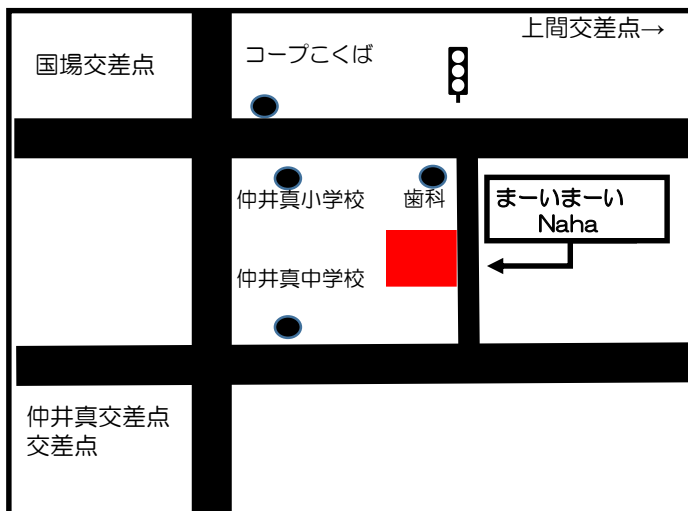 上間交差点→
国場交差点
コープこくば
仲井真小学校
歯科
まーいまーい
Naha
仲井真中学校
仲井真交差点
交差点